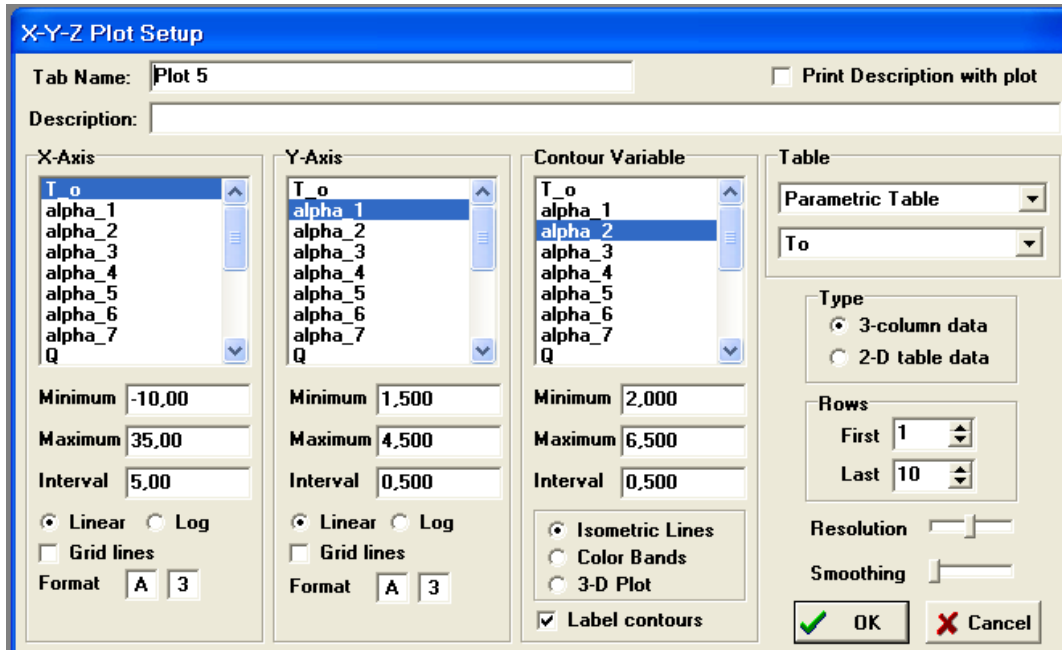 X-Y-Z Plot Setup
Tab Name: Plot 5
Print Description with plot
Description:
X-Axis
T_o
alpha_1
alpha_2
alpha_3
alpha_4
alpha_5
alpha_6
alpha_7
Q
Minimum -10,00
Maximum 35,00
Interval 5,00
Linear Log
Grid lines
Format A 3
Y-Axis
T_o
alpha_1
alpha_2
alpha_3
alpha_4
alpha_5
alpha_6
alpha_7
Q
Minimum 1,500
Maximum 4,500
Interval 0,500
Linear Log
Grid lines
Format A 3
Contour Variable
T_o
alpha_1
alpha_2
alpha_3
alpha_4
alpha_5
alpha_6
alpha_7
Q
Minimum 2,000
Maximum 6,500
Interval 0,500
Isometric Lines
Color Bands
3-D Plot
Label contours
Table
Parametric Table
To
Type
3-column data
2-D table data
Rows
First 1
Last 10
Resolution
Smoothing
OK Cancel